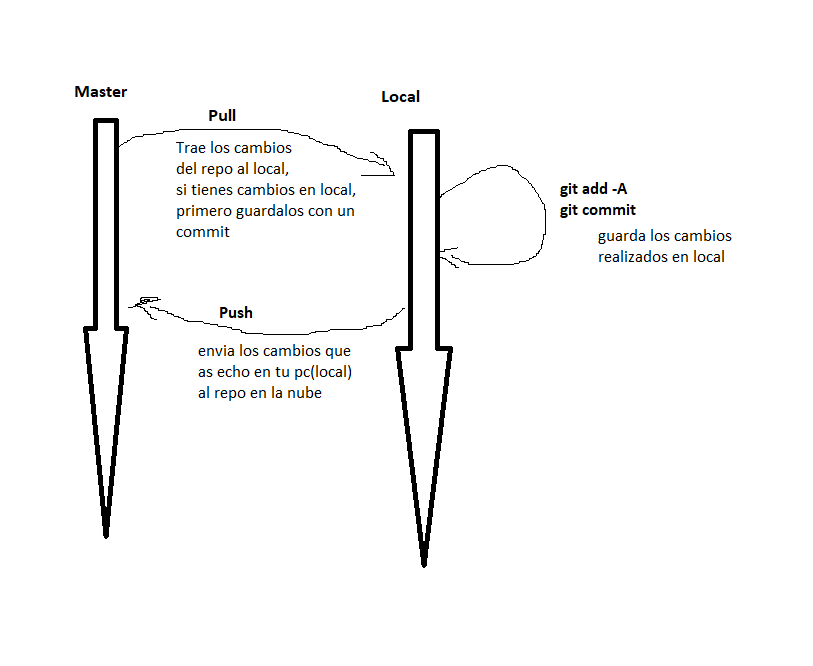 Master
Local
Pull
Trae los cambios
del repo al local,
si tienes cambios en local,
primero guardalos con un
commit
git add -A
git commit
guarda los cambios
realizados en local
Push
envia los cambios que
as echo en tu pc(local)
al repo en la nube